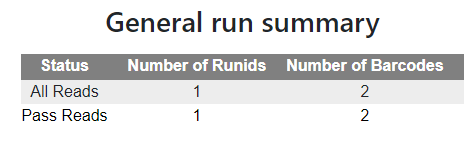 General run summary
Status Number of Runids Number of Barcodes
All Reads 1 2
Pass Reads 1 2